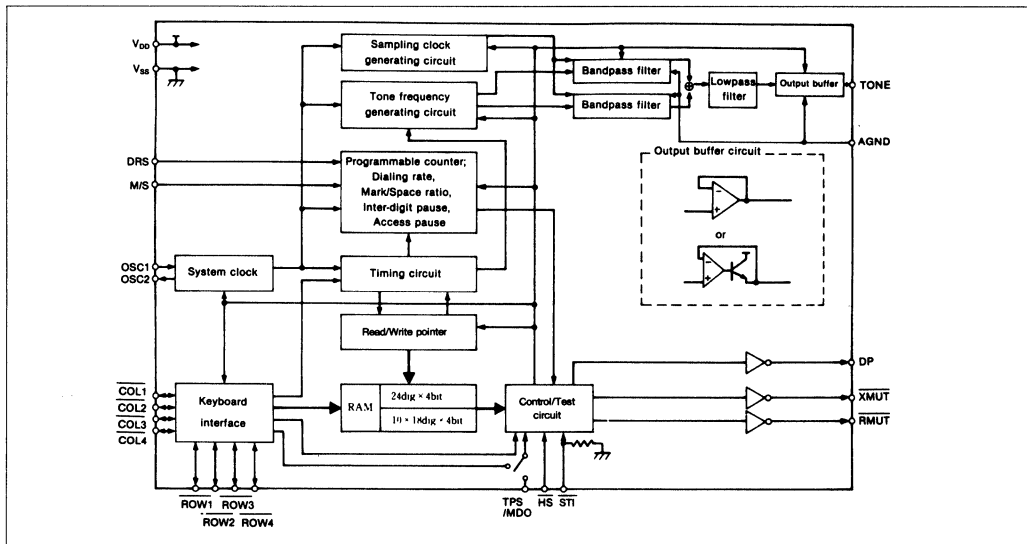 V_DD
V_SS
Sampling clock
generating circuit
Bandpass filter
Lowpass
filter
Output buffer
TONE
Tone frequency
generating circuit
Bandpass filter
AGND
DRS
M/S
Programmable counter;
Dialing rate,
Mark/Space ratio,
Inter-digit pause,
Access pause
Output buffer circuit
−
+
or
−
+
OSC1
OSC2
System clock
Timing circuit
Read/Write pointer
DP
COL1
COL2
COL3
COL4
Keyboard
interface
RAM
24dig × 4bit
10 × 18dig × 4bit
Control/Test
circuit
XMUT
RMUT
ROW1
ROW2
ROW3
ROW4
TPS
/MDO
HS
STI